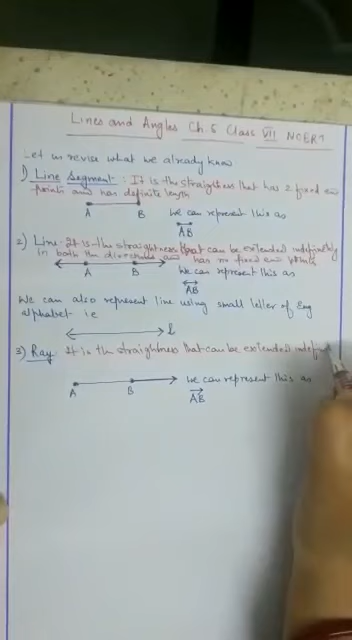 Lines and Angles Ch.5 Class VII NCERT
Let us revise what we already know
1) Line Segment: It is the straightness that has 2 fixed end
points and has definite length
A B We can represent this as
AB
2) Line- It is the straightness that can be extended indefinitely
in both the directions and has no fixed end points
A B We can represent this as
AB
We can also represent line using small letter of Eng
alphabet i.e
l
3) Ray: It is the straightness that can be extended indefin
A B We can represent this as
AB